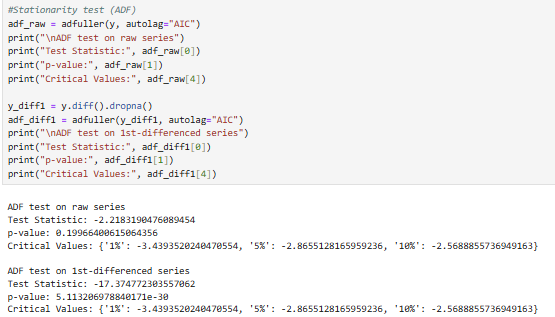 #Stationarity test (ADF)
adf_raw = adfuller(y, autolag="AIC")
print("\nADF test on raw series")
print("Test Statistic:", adf_raw[0])
print("p-value:", adf_raw[1])
print("Critical Values:", adf_raw[4])
y_diff1 = y.diff().dropna()
adf_diff1 = adfuller(y_diff1, autolag="AIC")
print("\nADF test on 1st-differenced series")
print("Test Statistic:", adf_diff1[0])
print("p-value:", adf_diff1[1])
print("Critical Values:", adf_diff1[4])
ADF test on raw series
Test Statistic: -2.2183190476089454
p-value: 0.19966400615064356
Critical Values: {'1%': -3.4393520240470554, '5%': -2.8655128165959236, '10%': -2.5688855736949163}
ADF test on 1st-differenced series
Test Statistic: -17.374772303557062
p-value: 5.113206978840171e-30
Critical Values: {'1%': -3.4393520240470554, '5%': -2.8655128165959236, '10%': -2.5688855736949163}